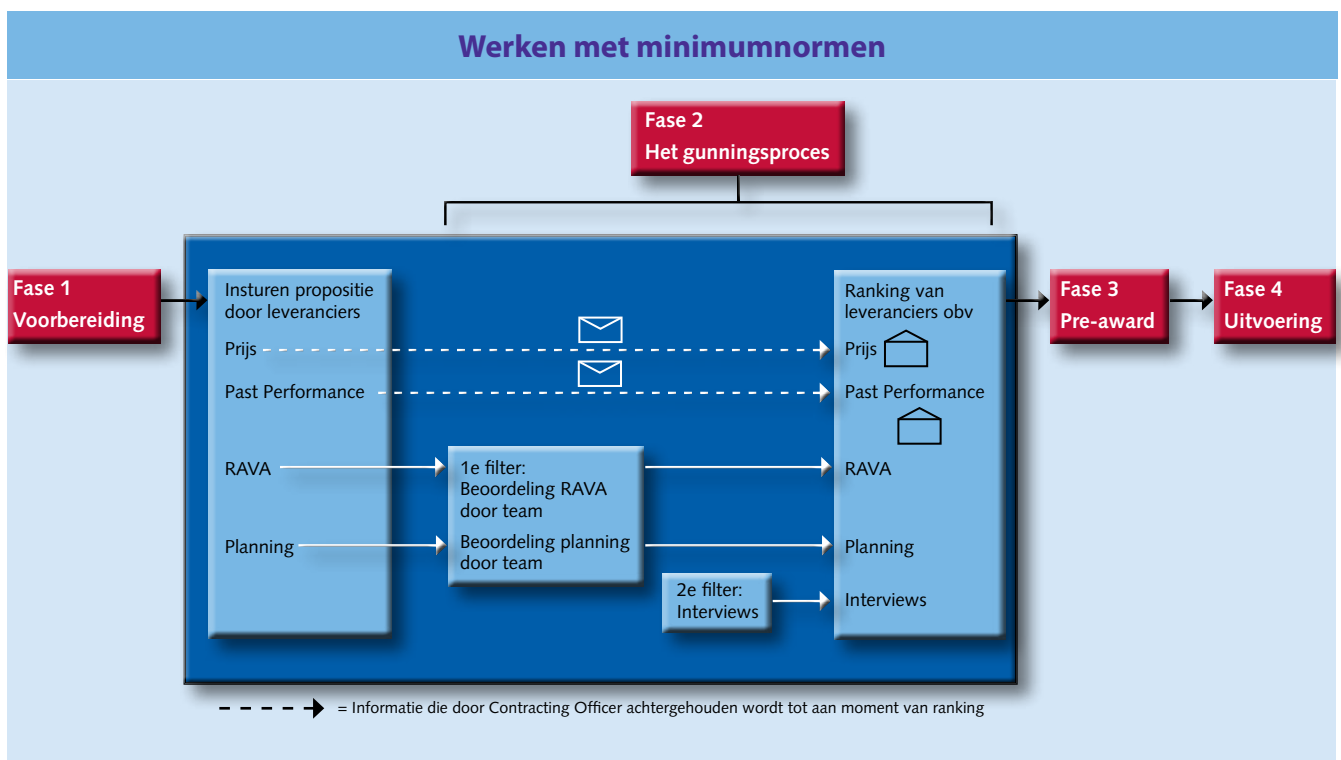 Werken met minimumnormen
Fase 2
Het gunningsproces
Fase 1
Voorbereiding
Insturen propositie
door leveranciers
Prijs
Past Performance
RAVA
Planning
1e filter:
Beoordeling RAVA
door team
Beoordeling planning
door team
2e filter:
Interviews
Ranking van
leveranciers obv
Prijs
Past Performance
RAVA
Planning
Interviews
Fase 3
Pre-award
Fase 4
Uitvoering
= Informatie die door Contracting Officer achtergehouden wordt tot aan moment van ranking